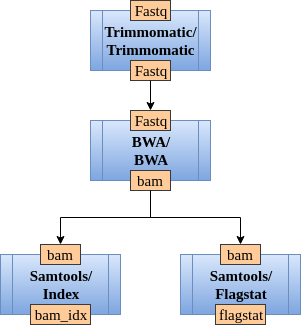 Fastq
Trimmomatic/
Trimmomatic
Fastq
Fastq
BWA/
BWA
bam
bam
Samtools/
Index
bam_idx
bam
Samtools/
Flagstat
flagstat